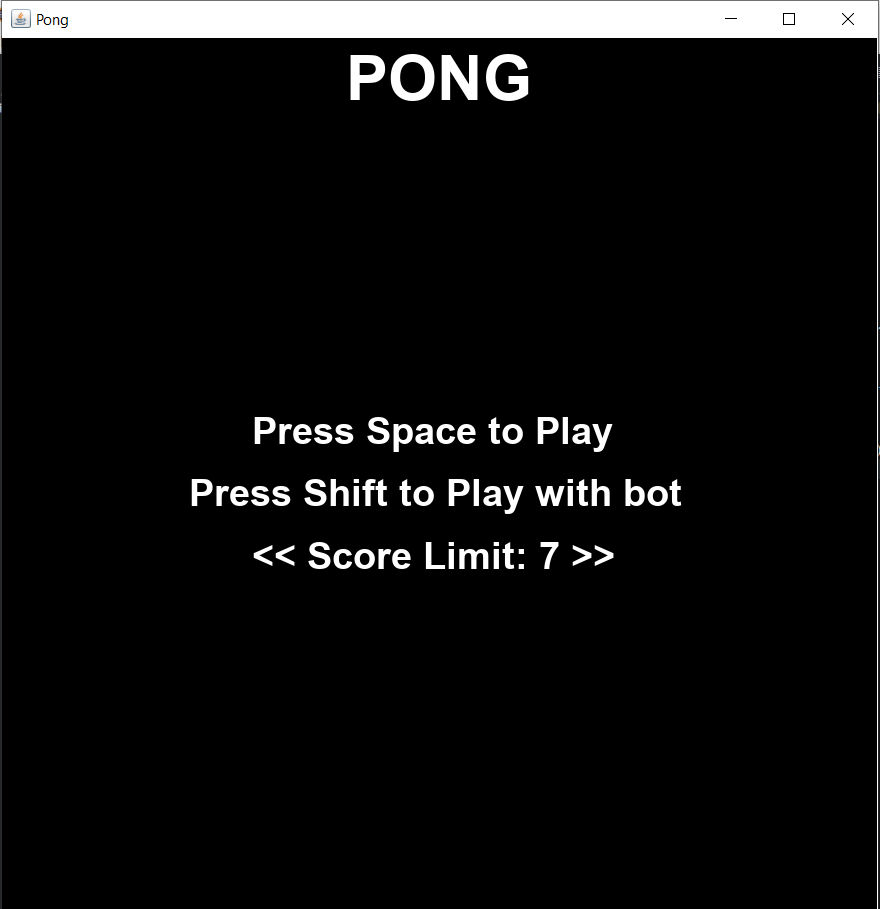 Pong
PONG
Press Space to Play
Press Shift to Play with bot
<< Score Limit: 7 >>